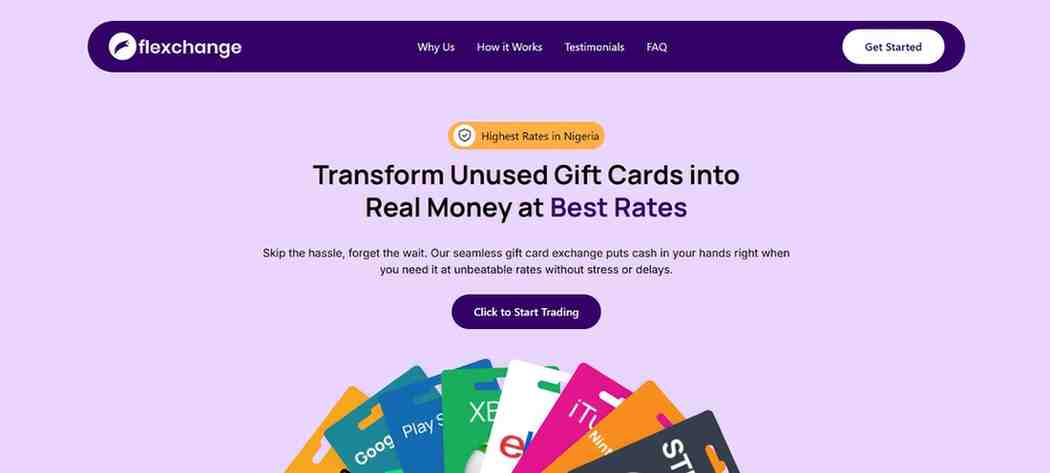 flexchange
Why Us
How it Works
Testimonials
FAQ
Get Started
Highest Rates in Nigeria
Transform Unused Gift Cards into
Real Money at Best Rates
Skip the hassle, forget the wait. Our seamless gift card exchange puts cash in your hands right when
you need it at unbeatable rates without stress or delays.
Click to Start Trading
Goog
Play S
XB
eb
iTu
Nint
ST